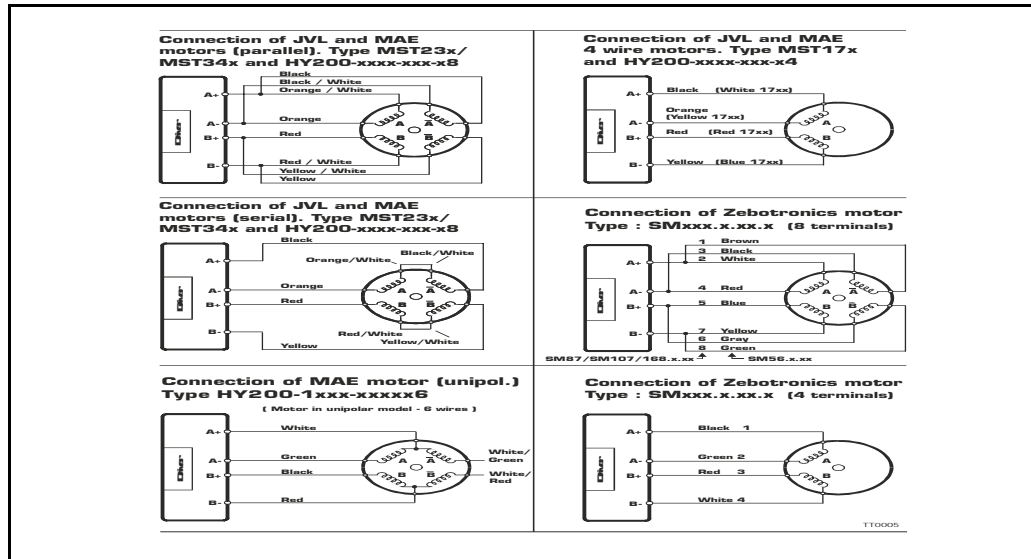 Connection of JVL and MAE
motors (parallel). Type MST23x/
MST34x and HY200-xxxx-xxx-x8
Black
Black / White
Orange / White
A+
Orange
A-
B+
Red
B-
Red / White
Yellow / White
Yellow
Driver
A
A
B
B
Connection of JVL and MAE
4 wire motors. Type MST17x
and HY200-xxxx-xxx-x4
A+
Black (White 17xx)
Orange
(Yellow 17xx)
A-
B+
Red (Red 17xx)
B-
Yellow (Blue 17xx)
Driver
A
B
Connection of JVL and MAE
motors (serial). Type MST23x/
MST34x and HY200-xxxx-xxx-x8
Black
A+
Black/White
Orange/White
A-
Orange
B+
Red
B-
Red/White
Yellow/White
Yellow
Driver
A
A
B
B
Connection of Zebotronics motor
Type : SMxxx.x.xx.x (8 terminals)
1 Brown
3 Black
2 White
A+
A-
4 Red
B+
5 Blue
B-
7 Yellow
6 Gray
8 Green
SM87/SM107/168.x.xx
SM56.x.xx
Driver
A
A
B
B
Connection of MAE motor (unipol.)
Type HY200-1xxx-xxxxx6
( Motor in unipolar model - 6 wires )
A+
White
A-
Green
B+
Black
B-
Red
White/
Green
White/
Red
Driver
A
A
B
B
Connection of Zebotronics motor
Type : SMxxx.x.xx.x (4 terminals)
A+
Black 1
A-
Green 2
B+
Red 3
B-
White 4
Driver
A
B
TT0005